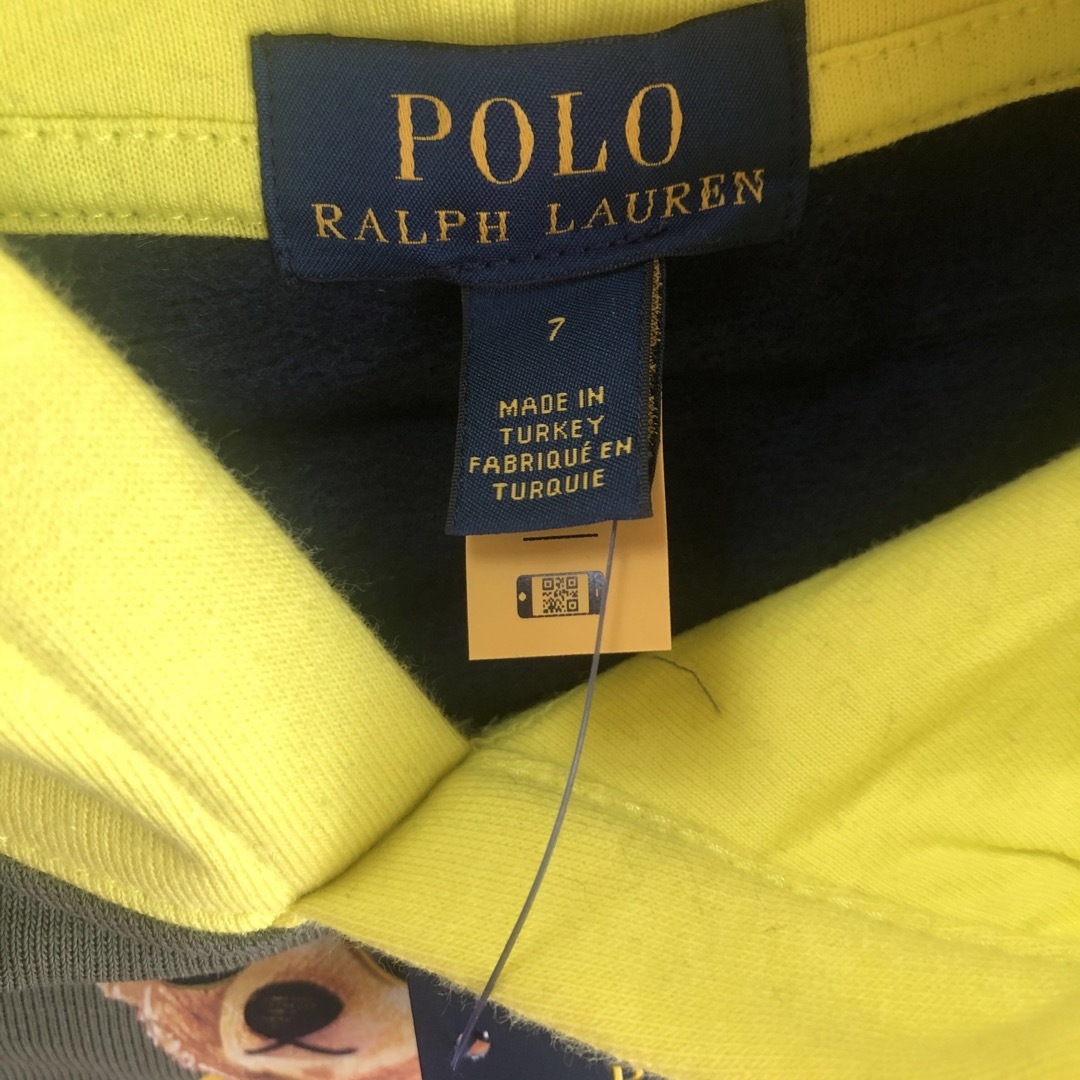 POLO
RALPH LAUREN
7
MADE IN
TURKEY
FABRIQUÉ EN
TURQUIE